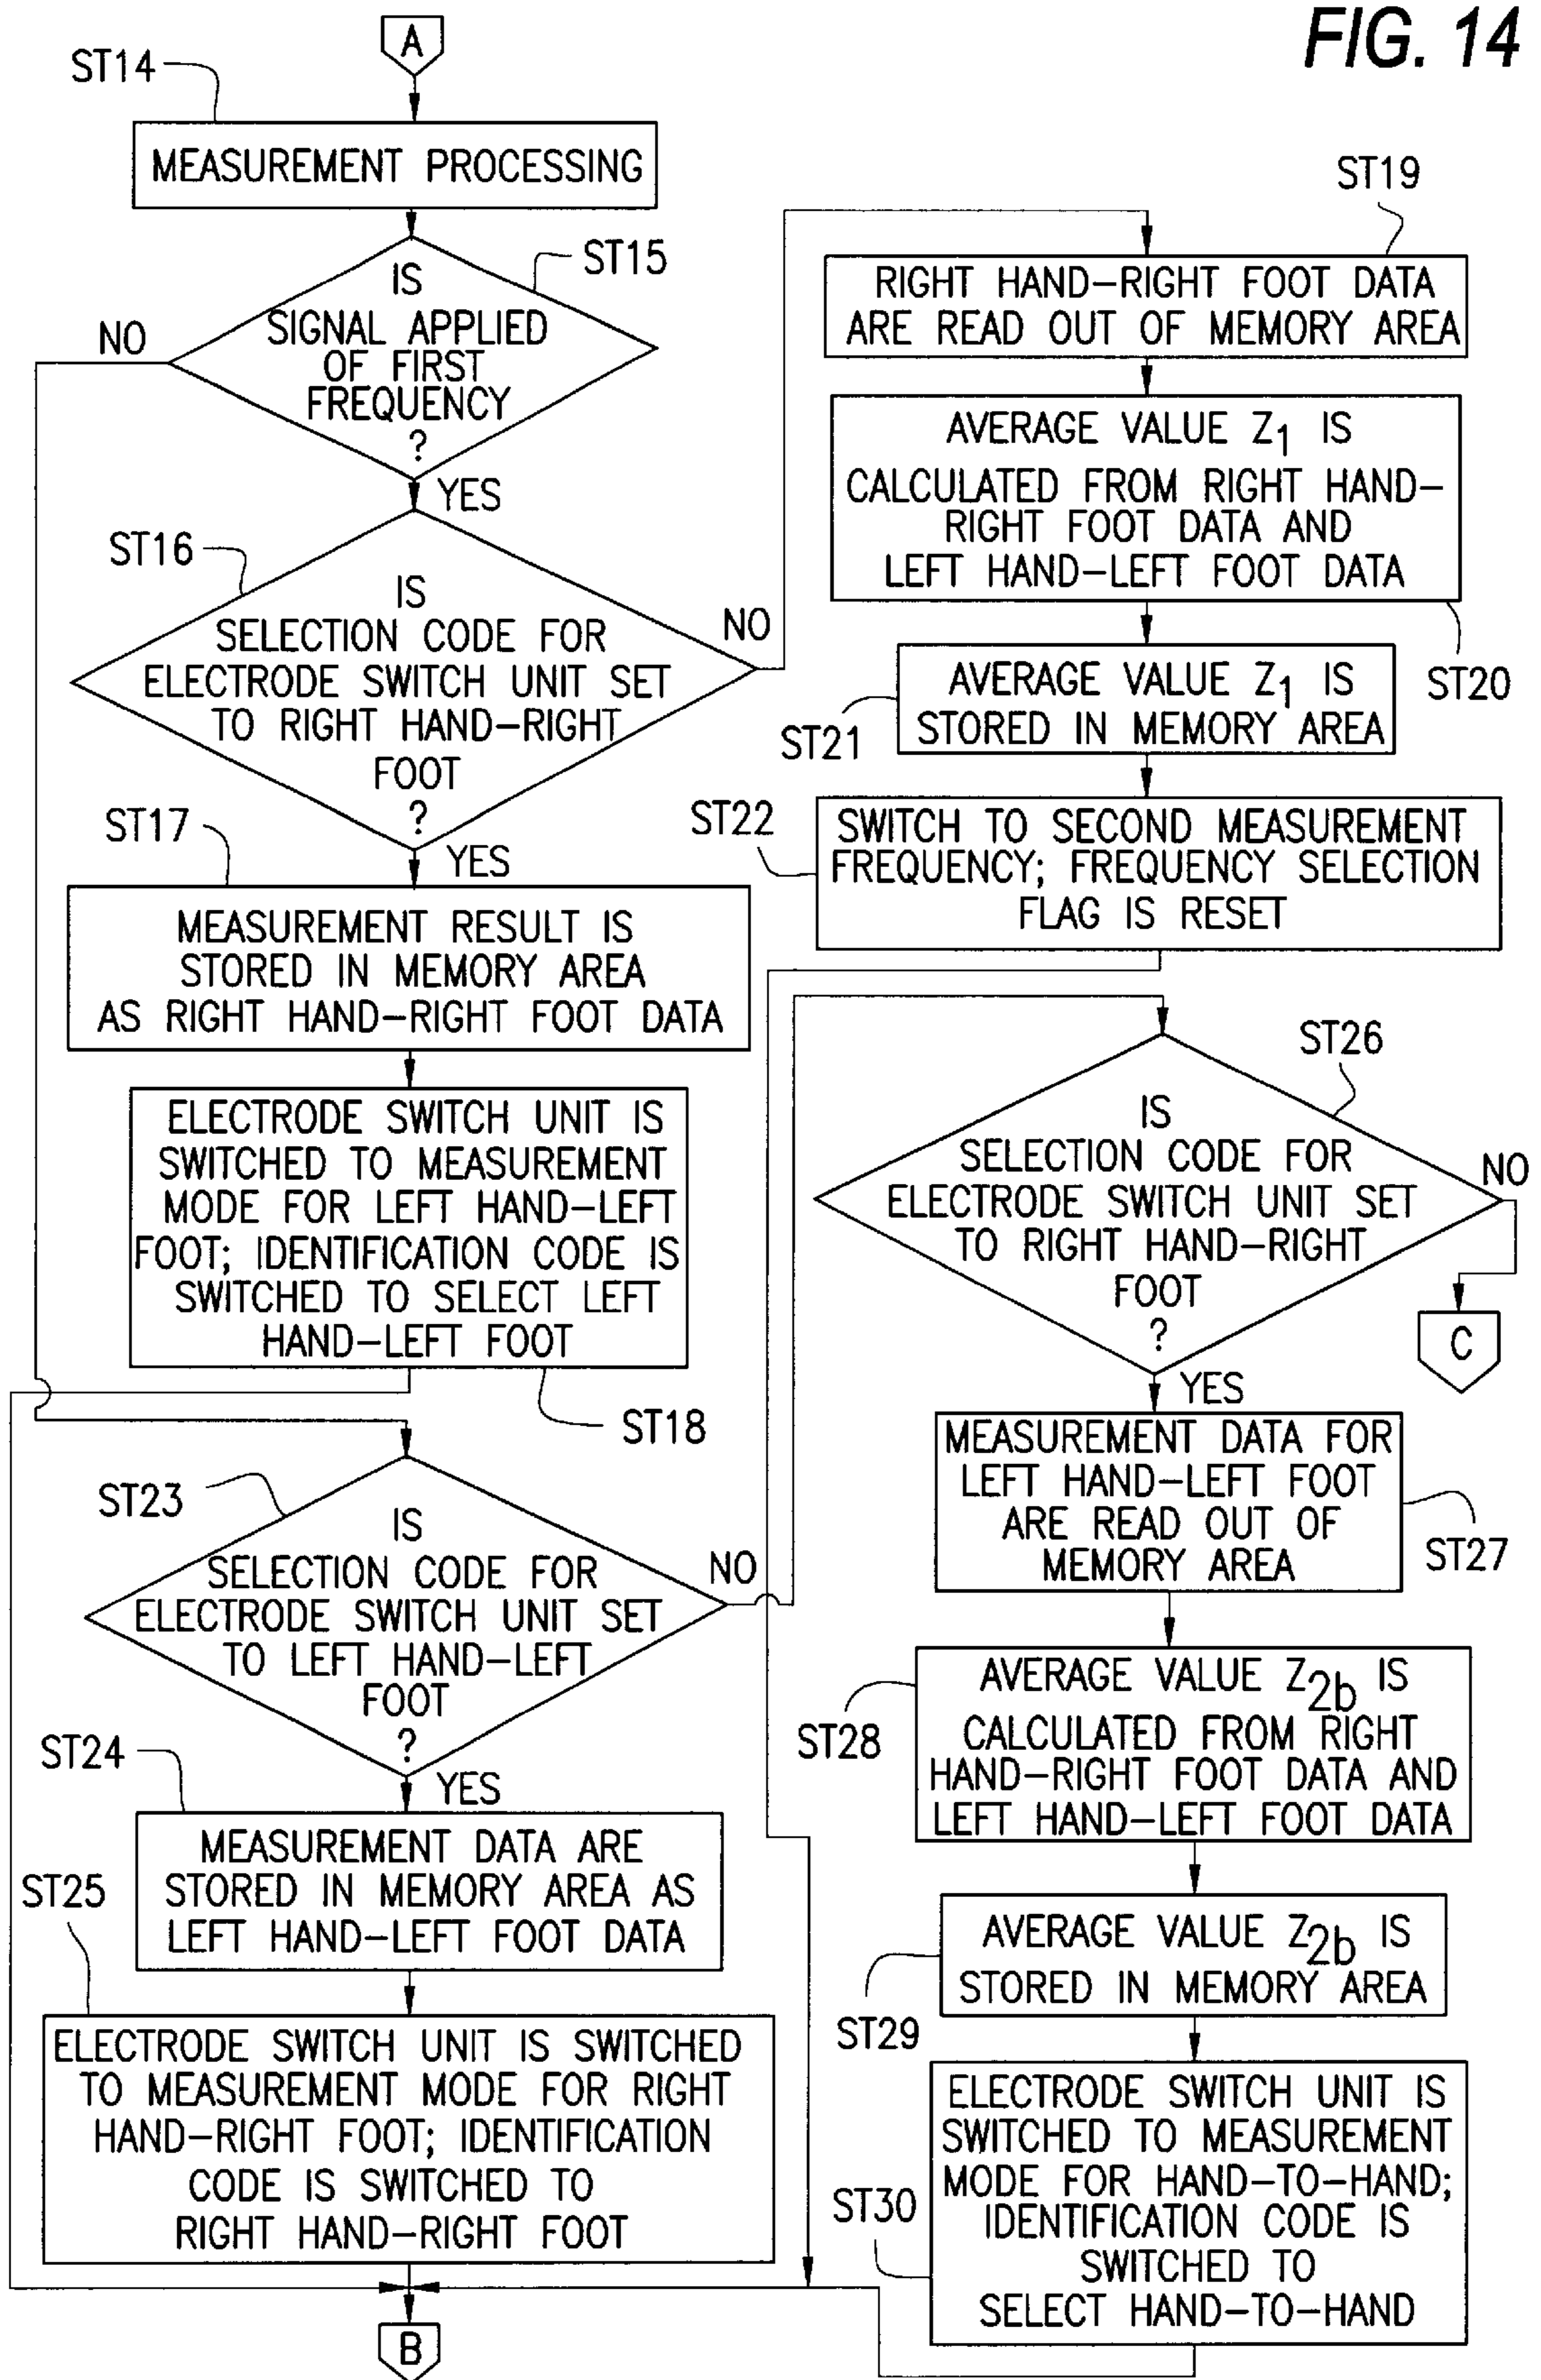 FIG. 14
A
ST14
MEASUREMENT PROCESSING
ST15
IS
SIGNAL APPLIED
OF FIRST
FREQUENCY
?
NO
YES
ST16
IS
SELECTION CODE FOR
ELECTRODE SWITCH UNIT SET
TO RIGHT HAND-RIGHT
FOOT
?
NO
YES
ST17
MEASUREMENT RESULT IS
STORED IN MEMORY AREA
AS RIGHT HAND-RIGHT FOOT DATA
ELECTRODE SWITCH UNIT IS
SWITCHED TO MEASUREMENT
MODE FOR LEFT HAND-LEFT
FOOT; IDENTIFICATION CODE IS
SWITCHED TO SELECT LEFT
HAND-LEFT FOOT
ST18
ST19
RIGHT HAND-RIGHT FOOT DATA
ARE READ OUT OF MEMORY AREA
AVERAGE VALUE Z1 IS
CALCULATED FROM RIGHT HAND-
RIGHT FOOT DATA AND
LEFT HAND-LEFT FOOT DATA
ST20
AVERAGE VALUE Z1 IS
STORED IN MEMORY AREA
ST21
ST22
SWITCH TO SECOND MEASUREMENT
FREQUENCY; FREQUENCY SELECTION
FLAG IS RESET
ST23
IS
SELECTION CODE FOR
ELECTRODE SWITCH UNIT SET
TO LEFT HAND-LEFT
FOOT
?
NO
YES
ST24
MEASUREMENT DATA ARE
STORED IN MEMORY AREA AS
LEFT HAND-LEFT FOOT DATA
ST25
ELECTRODE SWITCH UNIT IS SWITCHED
TO MEASUREMENT MODE FOR RIGHT
HAND-RIGHT FOOT; IDENTIFICATION
CODE IS SWITCHED TO
RIGHT HAND-RIGHT FOOT
B
ST26
IS
SELECTION CODE FOR
ELECTRODE SWITCH UNIT SET
TO RIGHT HAND-RIGHT
FOOT
?
NO
C
YES
MEASUREMENT DATA FOR
LEFT HAND-LEFT FOOT
ARE READ OUT OF
MEMORY AREA
ST27
AVERAGE VALUE Z2b IS
CALCULATED FROM RIGHT
HAND-RIGHT FOOT DATA AND
LEFT HAND-LEFT FOOT DATA
ST28
AVERAGE VALUE Z2b IS
STORED IN MEMORY AREA
ST29
ELECTRODE SWITCH UNIT IS
SWITCHED TO MEASUREMENT
MODE FOR HAND-TO-HAND;
IDENTIFICATION CODE IS
SWITCHED TO
SELECT HAND-TO-HAND
ST30